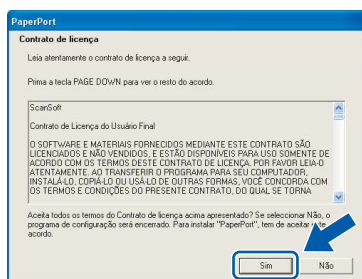 PaperPort
Contrato de licença
Leia atentamente o contrato de licença a seguir.
Prima a tecla PAGE DOWN para ver o resto do acordo.
ScanSoft
Contrato de Licença do Usuário Final
O SOFTWARE E MATERIAIS FORNECIDOS MEDIANTE ESTE CONTRATO SÃO
LICENCIADOS E NÃO VENDIDOS, E ESTÃO DISPONÍVEIS PARA USO SOMENTE DE
ACORDO COM OS TERMOS DESTE CONTRATO DE LICENÇA. POR FAVOR LEIA-O
ATENTAMENTE. AO TRANSFERIR O PROGRAMA PARA SEU COMPUTADOR,
INSTALÁ-LO, COPIÁ-LO OU USÁ-LO DE OUTRAS FORMAS, VOCÊ CONCORDA COM
OS TERMOS E CONDIÇÕES DO PRESENTE CONTRATO, DO QUAL SE TORNA
Aceita todos os termos do Contrato de licença acima apresentado? Se seleccionar Não, o
programa de configuração será encerrado. Para instalar "PaperPort", tem de aceitar este
acordo.
Sim
Não